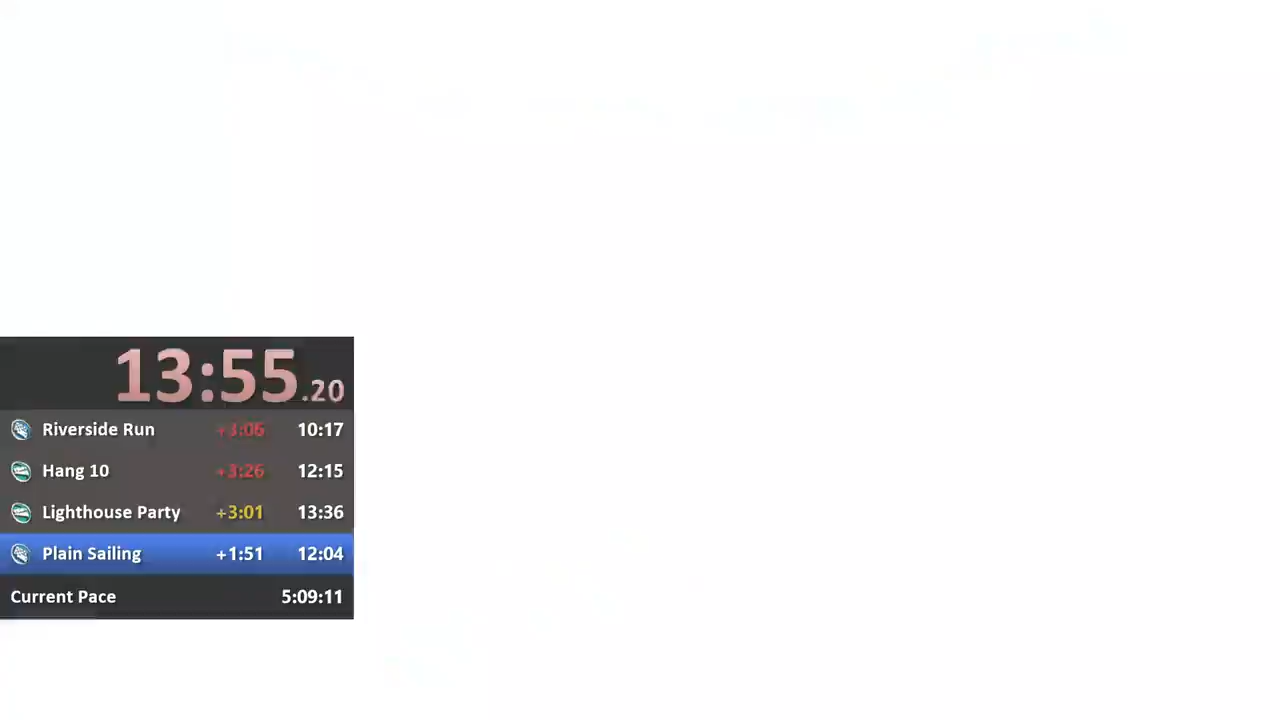 13:55.20
Riverside Run +3:06 10:17
Hang 10 +3:26 12:15
Lighthouse Party +3:01 13:36
Plain Sailing +1:51 12:04
Current Pace 5:09:11